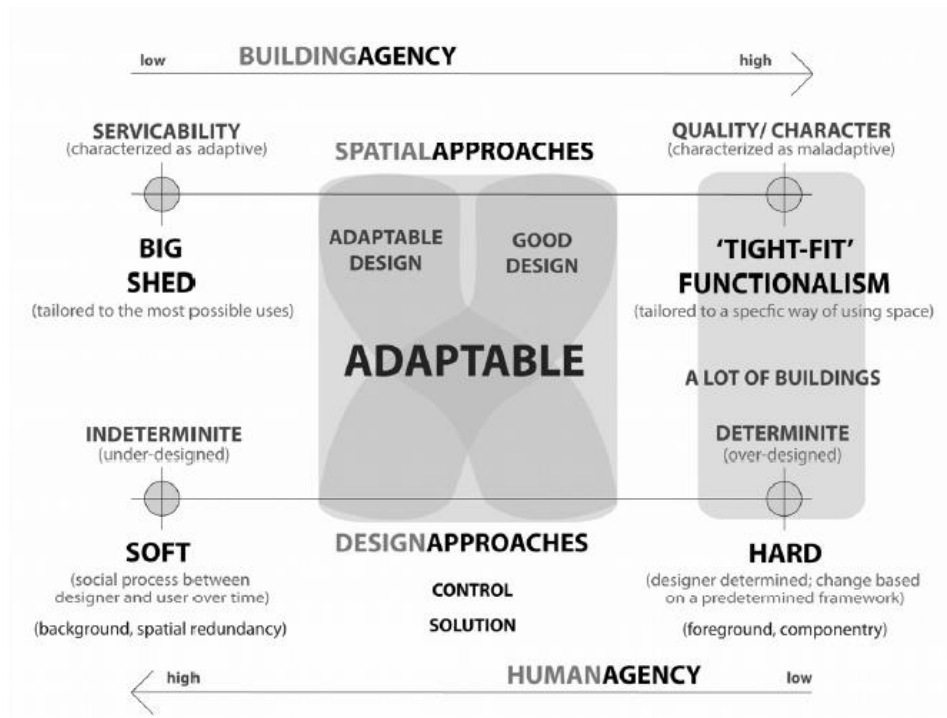 low BUILDINGAGENCY high
SERVICABILITY
(characterized as adaptive)
SPATIALAPPROACHES
QUALITY/ CHARACTER
(characterized as maladaptive)
BIG
SHED
(tailored to the most possible uses)
ADAPTABLE
DESIGN
GOOD
DESIGN
'TIGHT-FIT'
FUNCTIONALISM
(tailored to a specfic way of using space)
ADAPTABLE
A LOT OF BUILDINGS
INDETERMINITE
(under-designed)
DETERMINITE
(over-designed)
SOFT
(social process between
designer and user over time)
(background, spatial redundancy)
DESIGNAPPROACHES
CONTROL
SOLUTION
HARD
(designer determined; change based
on a predetermined framework)
(foreground, componentry)
high HUMANAGENCY low